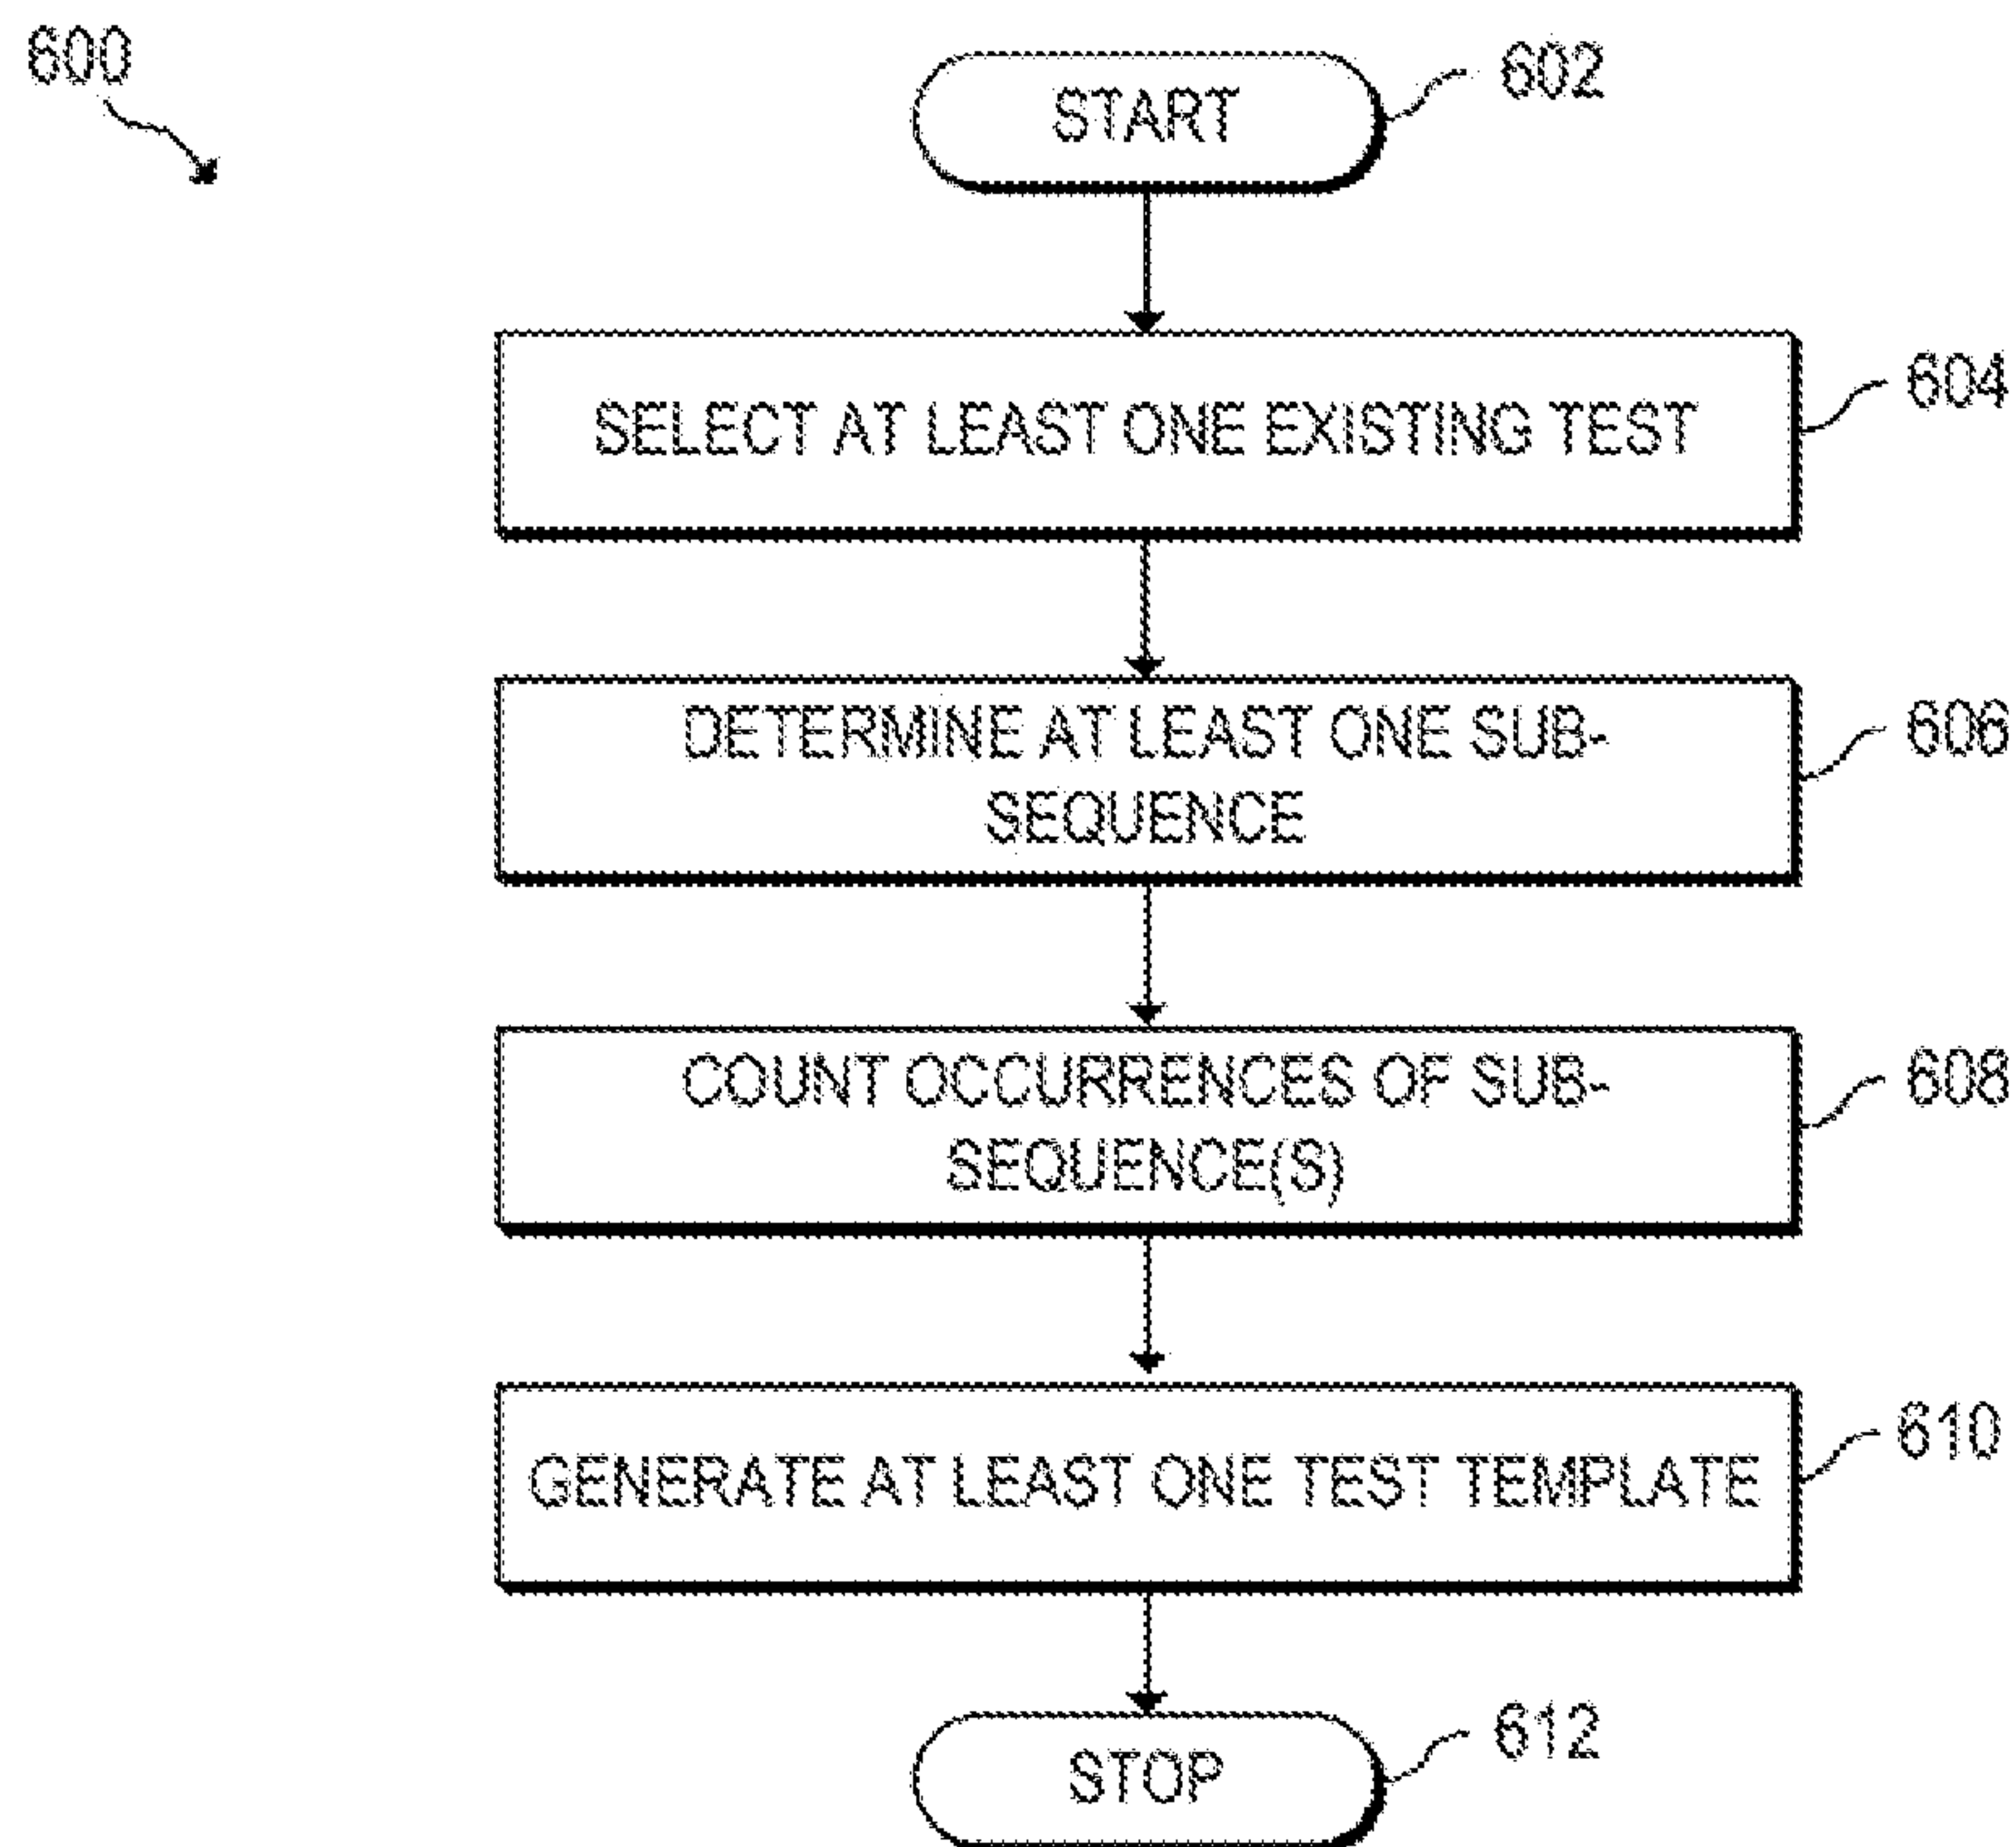 600
START
602
SELECT AT LEAST ONE EXISTING TEST
604
DETERMINE AT LEAST ONE SUB-
SEQUENCE
606
COUNT OCCURRENCES OF SUB-
SEQUENCE(S)
608
GENERATE AT LEAST ONE TEST TEMPLATE
610
STOP
612